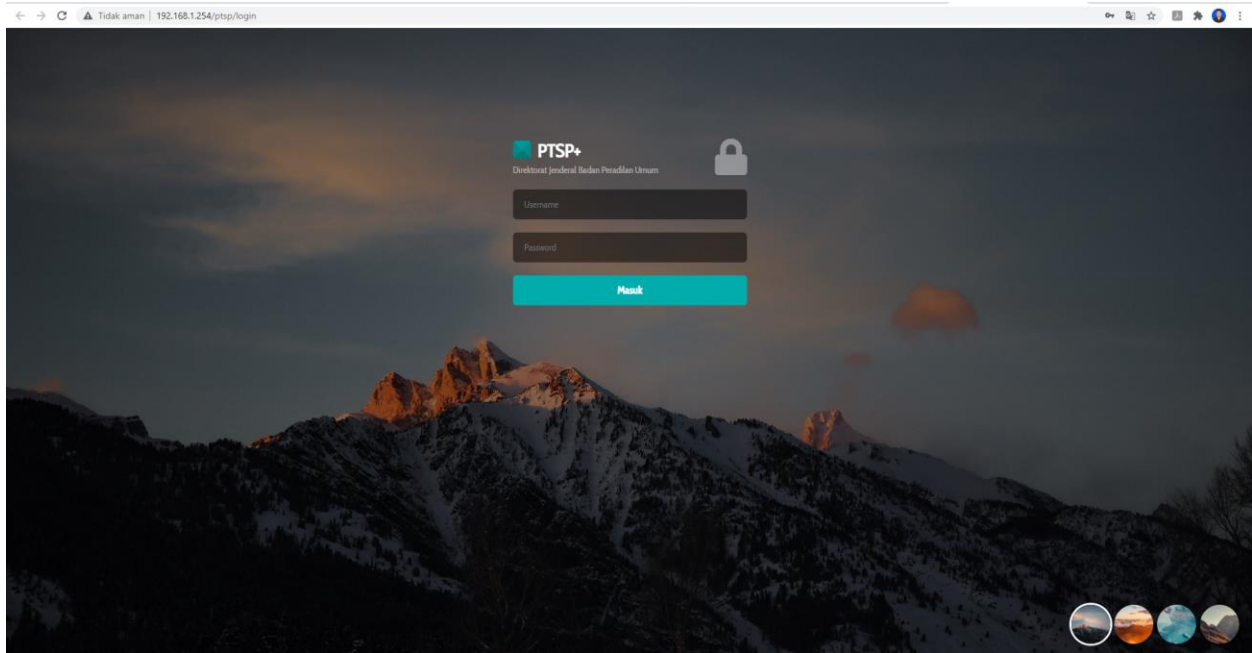 Tidak aman | 192.168.1.254/ptsp/login
PTSP+
Direktorat Jenderal Badan Peradilan Umum
Username
Password
Masuk